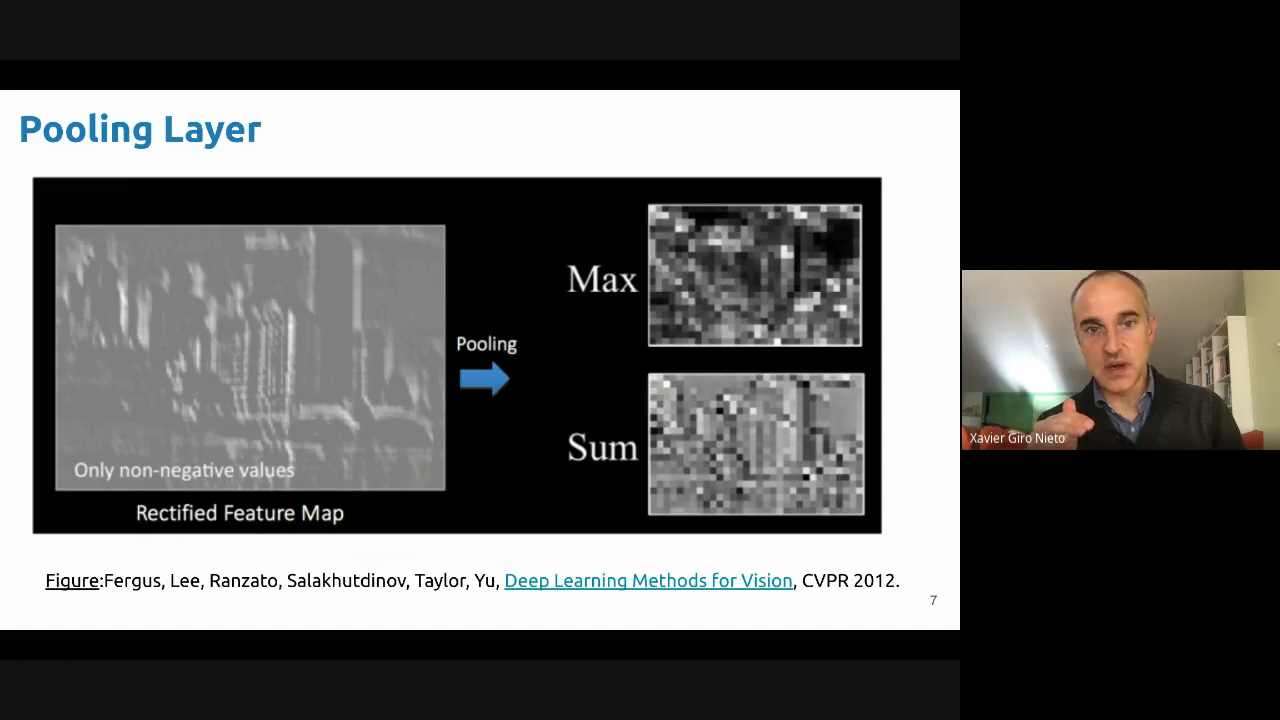 Pooling Layer
Max
Pooling
Sum
Only non-negative values
Rectified Feature Map
Figure:Fergus, Lee, Ranzato, Salakhutdinov, Taylor, Yu, Deep Learning Methods for Vision, CVPR 2012.
7
Xavier Giro Nieto